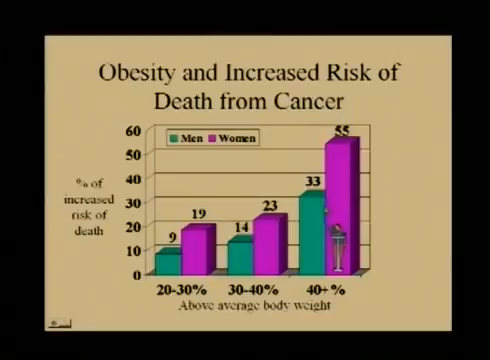 Obesity and Increased Risk of
Death from Cancer
Men Women
% of
increased
risk of
death
60
50
40
30
20
10
0
9 19
14 23
33 55
20-30% 30-40% 40+%
Above average body weight